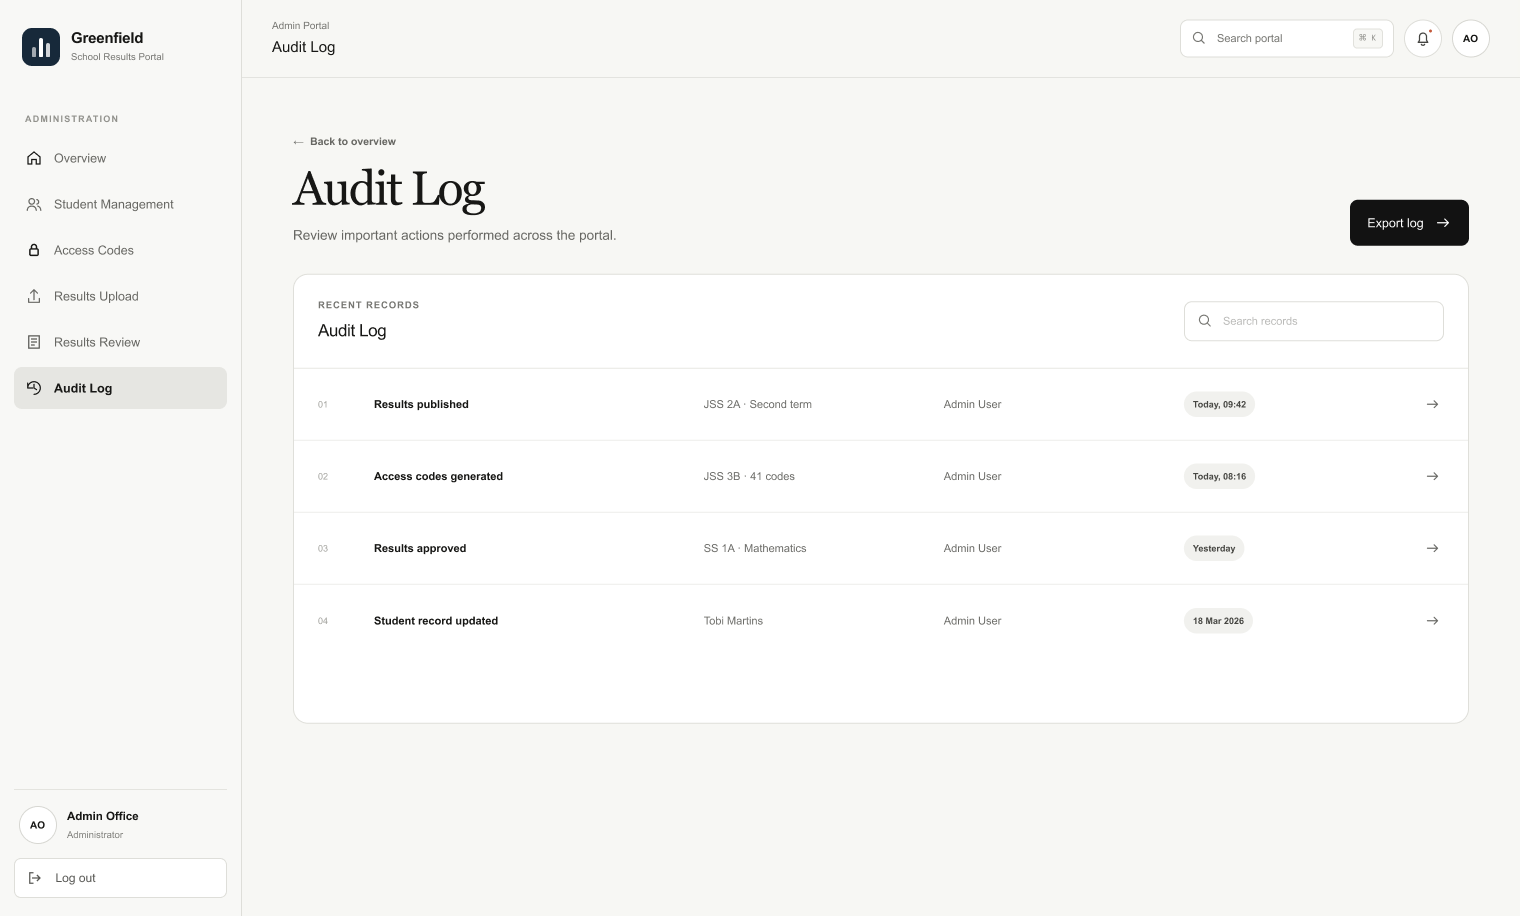 Greenfield
School Results Portal
ADMINISTRATION
Overview
Student Management
Access Codes
Results Upload
Results Review
Audit Log
AO
Admin Office
Administrator
Log out
Admin Portal
Audit Log
Search portal
⌘ K
AO
← Back to overview
Audit Log
Review important actions performed across the portal.
Export log →
RECENT RECORDS
Audit Log
Search records
01 Results published JSS 2A · Second term Admin User Today, 09:42 →
02 Access codes generated JSS 3B · 41 codes Admin User Today, 08:16 →
03 Results approved SS 1A · Mathematics Admin User Yesterday →
04 Student record updated Tobi Martins Admin User 18 Mar 2026 →